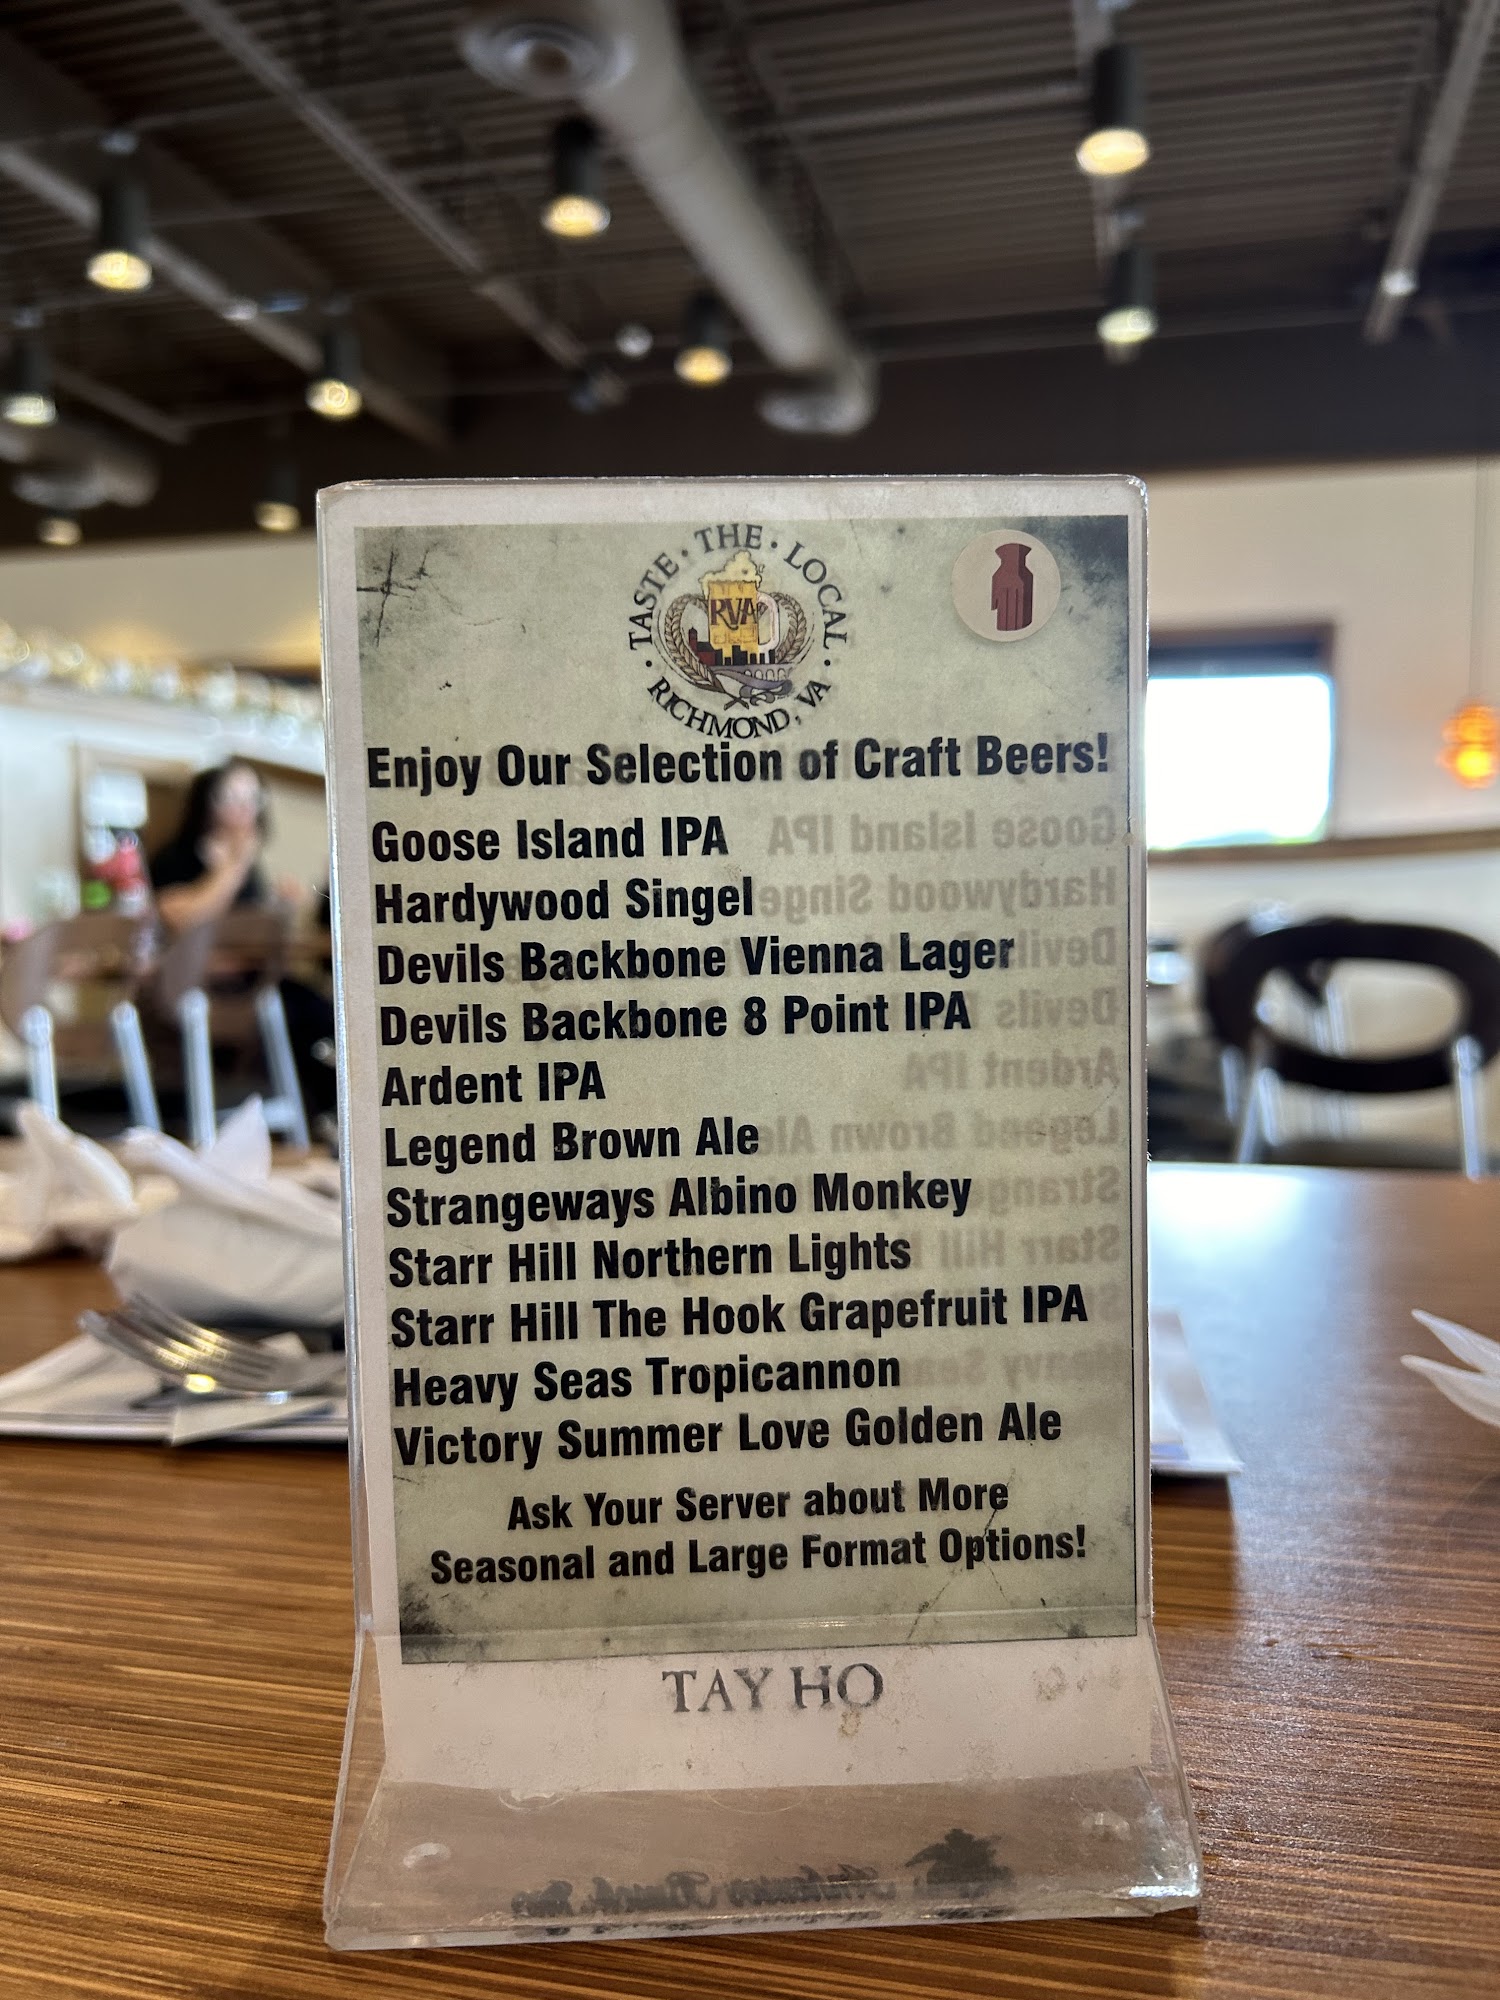 TASTE · THE · LOCAL
RVA
· RICHMOND, VA ·
Enjoy Our Selection of Craft Beers!
Goose Island IPA
Hardywood Singel
Devils Backbone Vienna Lager
Devils Backbone 8 Point IPA
Ardent IPA
Legend Brown Ale
Strangeways Albino Monkey
Starr Hill Northern Lights
Starr Hill The Hook Grapefruit IPA
Heavy Seas Tropicannon
Victory Summer Love Golden Ale
Ask Your Server about More
Seasonal and Large Format Options!
TAY HO